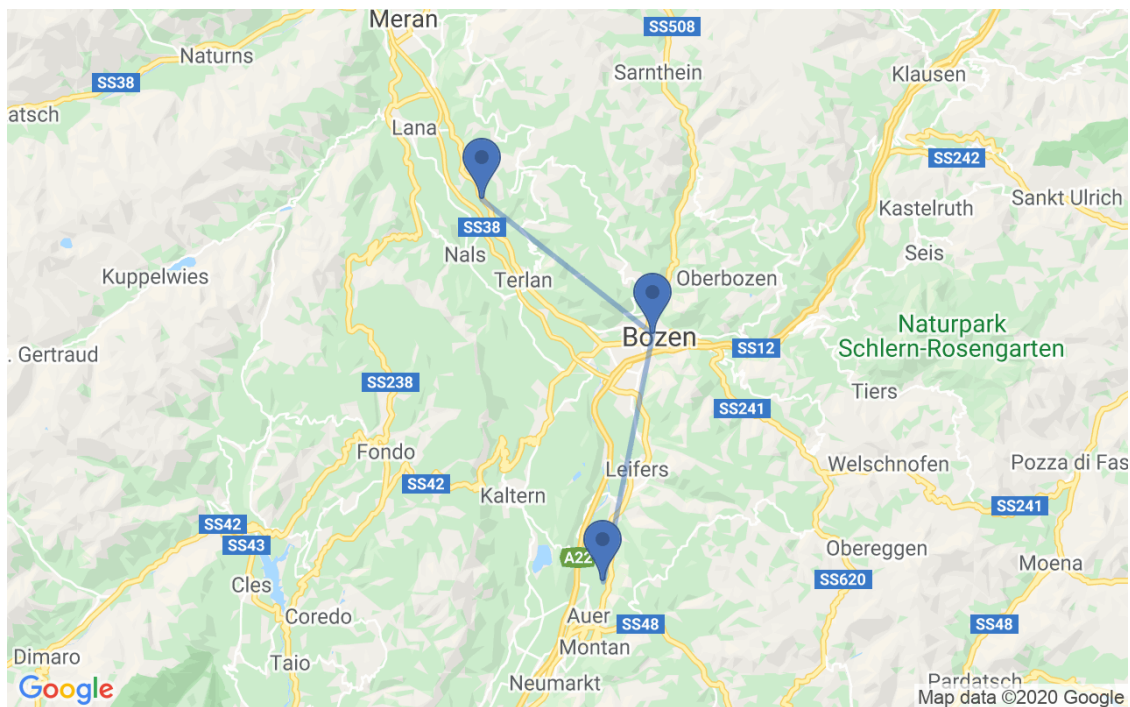 Meran
SS508
Naturns
Sarnthein
Klausen
SS38
atsch
Lana
SS242
Sankt Ulrich
Kastelruth
SS38
Nals
Seis
Kuppelwies
Terlan
Oberbozen
Naturpark
Schlern-Rosengarten
Bozen
SS12
. Gertraud
SS238
Tiers
SS241
Fondo
Leifers
Welschnofen
Pozza di Fas
SS42
Kaltern
SS241
SS42
SS43
Obereggen
A22
Moena
Cles
SS620
Coredo
Auer
SS48
SS48
Montan
Dimaro
Taio
Neumarkt
Pardatsch
Google
Map data ©2020 Google